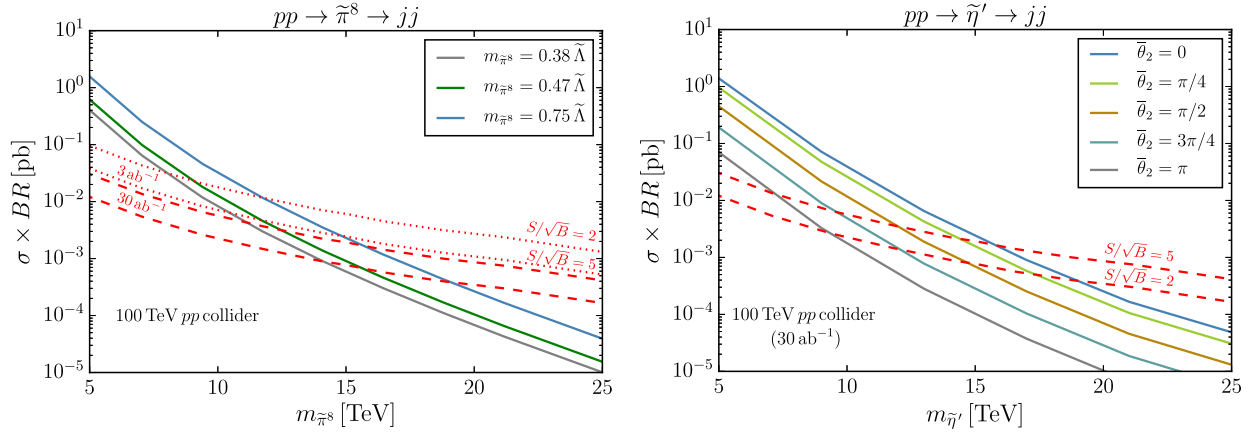 pp → π̃⁸ → jj
σ × BR [pb]
10¹
10⁰
10⁻¹
10⁻²
10⁻³
10⁻⁴
10⁻⁵
m_π̃⁸ = 0.38 Λ̃
m_π̃⁸ = 0.47 Λ̃
m_π̃⁸ = 0.75 Λ̃
3 ab⁻¹
30 ab⁻¹
S/√B = 2
S/√B = 5
100 TeV pp collider
5 10 15 20 25
m_π̃⁸ [TeV]
pp → η̃′ → jj
σ × BR [pb]
10¹
10⁰
10⁻¹
10⁻²
10⁻³
10⁻⁴
10⁻⁵
θ̄₂ = 0
θ̄₂ = π/4
θ̄₂ = π/2
θ̄₂ = 3π/4
θ̄₂ = π
S/√B = 5
S/√B = 2
100 TeV pp collider
(30 ab⁻¹)
5 10 15 20 25
m_η̃′ [TeV]